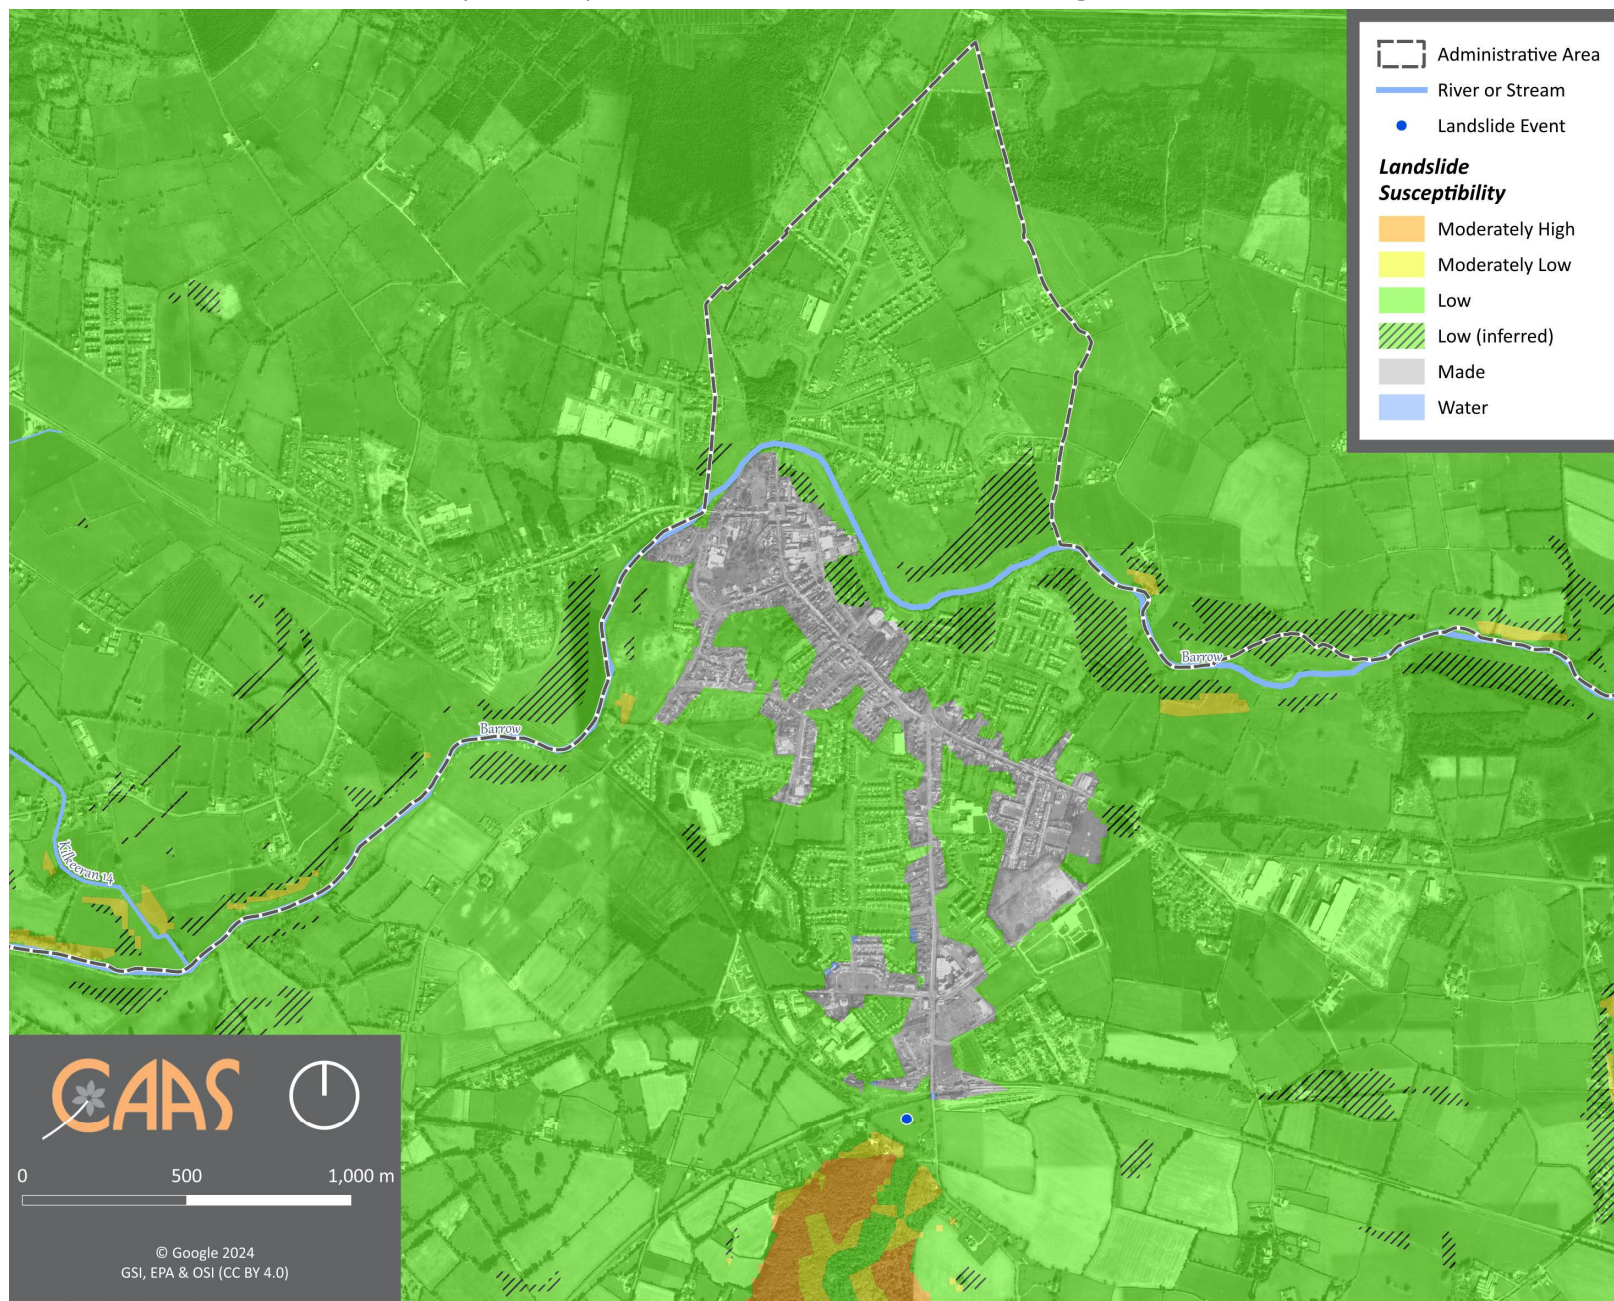 Administrative Area
River or Stream
Landslide Event
Landslide
Susceptibility
Moderately High
Moderately Low
Low
Low (inferred)
Made
Water
Barrow
Barrow
Kilkeeran 14
CAAS
0 500 1,000 m
© Google 2024
GSI, EPA & OSI (CC BY 4.0)